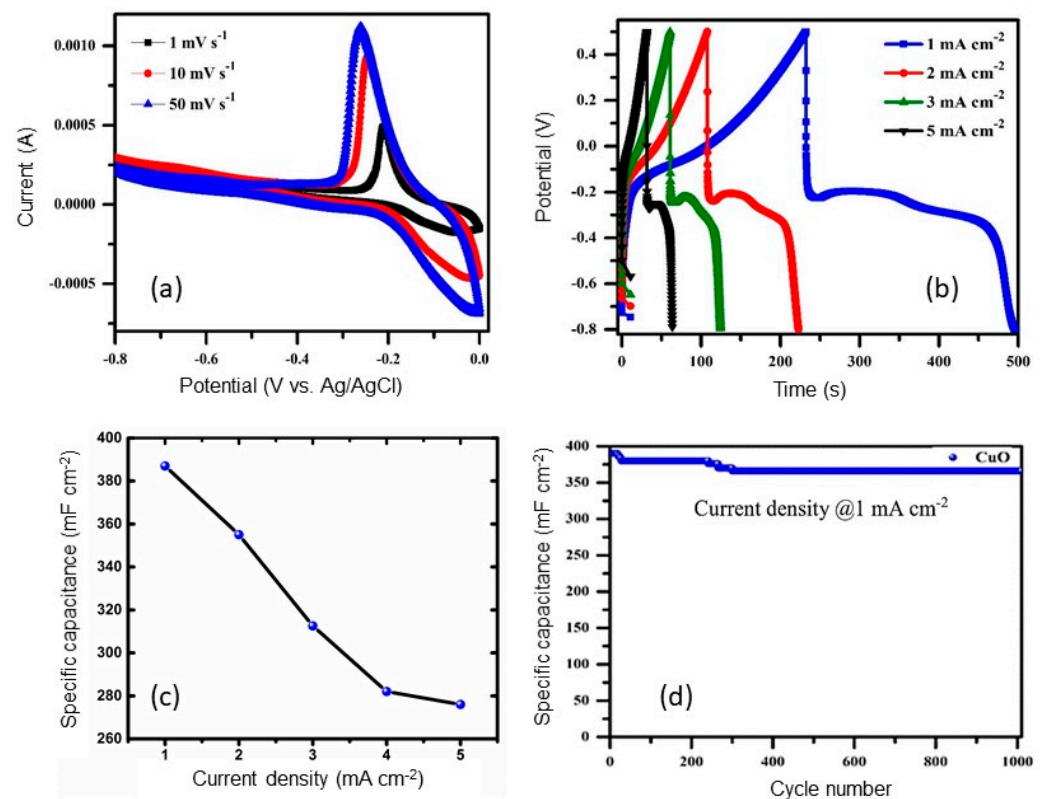 0.0010
0.0005
0.0000
-0.0005
Current (A)
1 mV s⁻¹
10 mV s⁻¹
50 mV s⁻¹
(a)
-0.8
-0.6
-0.4
-0.2
0.0
Potential (V vs. Ag/AgCl)
0.4
0.0
-0.4
-0.6
-0.8
0.2
-0.2
Potential (V)
1 mA cm⁻²
2 mA cm⁻²
3 mA cm⁻²
5 mA cm⁻²
(b)
0
100
200
300
400
500
Time (s)
400
380
360
340
320
300
280
260
Specific capacitance (mF cm⁻²)
(c)
1
2
3
4
5
Current density (mA cm⁻²)
400
350
300
250
200
150
100
50
0
Specific capacitance (mF cm⁻²)
CuO
Current density @1 mA cm⁻²
(d)
0
200
400
600
800
1000
Cycle number